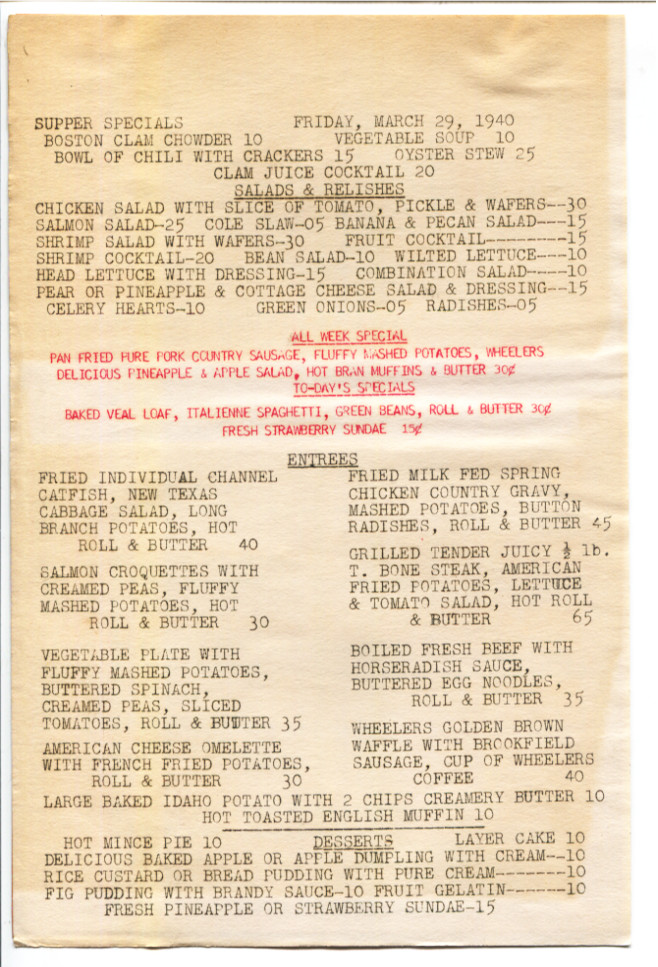 SUPPER SPECIALS FRIDAY, MARCH 29, 1940
BOSTON CLAM CHOWDER 10 VEGETABLE SOUP 10
BOWL OF CHILI WITH CRACKERS 15 OYSTER STEW 25
CLAM JUICE COCKTAIL 20
SALADS & RELISHES
CHICKEN SALAD WITH SLICE OF TOMATO, PICKLE & WAFERS--30
SALMON SALAD-25 COLE SLAW-05 BANANA & PECAN SALAD---15
SHRIMP SALAD WITH WAFERS-30 FRUIT COCKTAIL---------15
SHRIMP COCKTAIL-20 BEAN SALAD-10 WILTED LETTUCE---10
HEAD LETTUCE WITH DRESSING-15 COMBINATION SALAD----10
PEAR OR PINEAPPLE & COTTAGE CHEESE SALAD & DRESSING--15
CELERY HEARTS-10 GREEN ONIONS-05 RADISHES-05
ALL WEEK SPECIAL
PAN FRIED PURE PORK COUNTRY SAUSAGE, FLUFFY MASHED POTATOES, WHEELERS
DELICIOUS PINEAPPLE & APPLE SALAD, HOT BRAN MUFFINS & BUTTER 30¢
TO-DAY'S SPECIALS
BAKED VEAL LOAF, ITALIENNE SPAGHETTI, GREEN BEANS, ROLL & BUTTER 30¢
FRESH STRAWBERRY SUNDAE 15¢
ENTREES
FRIED INDIVIDUAL CHANNEL
CATFISH, NEW TEXAS
CABBAGE SALAD, LONG
BRANCH POTATOES, HOT
ROLL & BUTTER 40
SALMON CROQUETTES WITH
CREAMED PEAS, FLUFFY
MASHED POTATOES, HOT
ROLL & BUTTER 30
VEGETABLE PLATE WITH
FLUFFY MASHED POTATOES,
BUTTERED SPINACH,
CREAMED PEAS, SLICED
TOMATOES, ROLL & BUTTER 35
AMERICAN CHEESE OMELETTE
WITH FRENCH FRIED POTATOES,
ROLL & BUTTER 30
FRIED MILK FED SPRING
CHICKEN COUNTRY GRAVY,
MASHED POTATOES, BUTTON
RADISHES, ROLL & BUTTER 45
GRILLED TENDER JUICY ½ lb.
T. BONE STEAK, AMERICAN
FRIED POTATOES, LETTUCE
& TOMATO SALAD, HOT ROLL
& BUTTER 65
BOILED FRESH BEEF WITH
HORSERADISH SAUCE,
BUTTERED EGG NOODLES,
ROLL & BUTTER 35
WHEELERS GOLDEN BROWN
WAFFLE WITH BROOKFIELD
SAUSAGE, CUP OF WHEELERS
COFFEE 40
LARGE BAKED IDAHO POTATO WITH 2 CHIPS CREAMERY BUTTER 10
HOT TOASTED ENGLISH MUFFIN 10
HOT MINCE PIE 10 DESSERTS LAYER CAKE 10
DELICIOUS BAKED APPLE OR APPLE DUMPLING WITH CREAM--10
RICE CUSTARD OR BREAD PUDDING WITH PURE CREAM-------10
FIG PUDDING WITH BRANDY SAUCE-10 FRUIT GELATIN-------10
FRESH PINEAPPLE OR STRAWBERRY SUNDAE-15